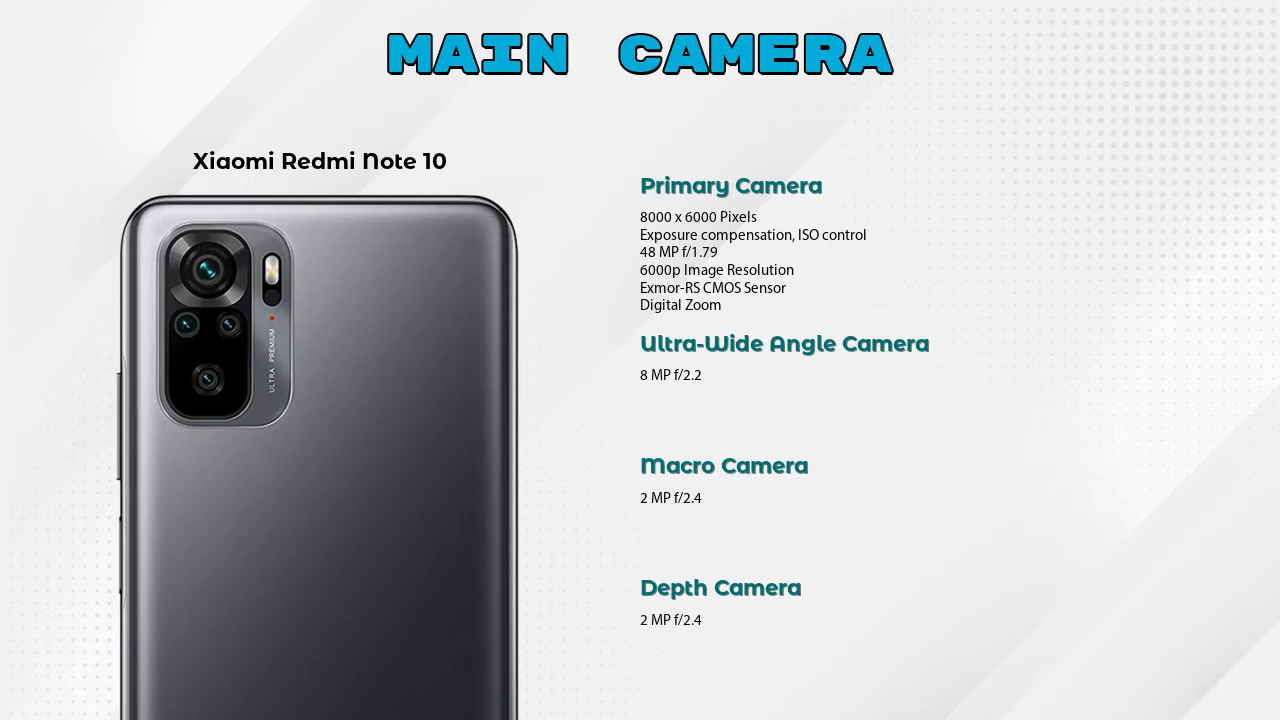 MAIN CAMERA
Xiaomi Redmi Note 10
ULTRA PREMIUM
Primary Camera
8000 x 6000 Pixels
Exposure compensation, ISO control
48 MP f/1.79
6000p Image Resolution
Exmor-RS CMOS Sensor
Digital Zoom
Ultra-Wide Angle Camera
8 MP f/2.2
Macro Camera
2 MP f/2.4
Depth Camera
2 MP f/2.4